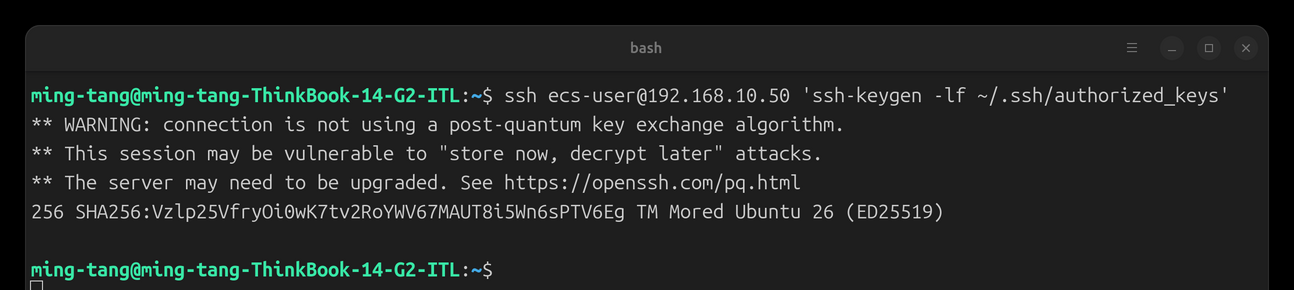 bash
ming-tang@ming-tang-ThinkBook-14-G2-ITL:~$ ssh ecs-user@192.168.10.50 'ssh-keygen -lf ~/.ssh/authorized_keys'
** WARNING: connection is not using a post-quantum key exchange algorithm.
** This session may be vulnerable to "store now, decrypt later" attacks.
** The server may need to be upgraded. See https://openssh.com/pq.html
256 SHA256:Vzlp25VfryOi0wK7tv2RoYWV67MAUT8i5Wn6sPTV6Eg TM Mored Ubuntu 26 (ED25519)
ming-tang@ming-tang-ThinkBook-14-G2-ITL:~$